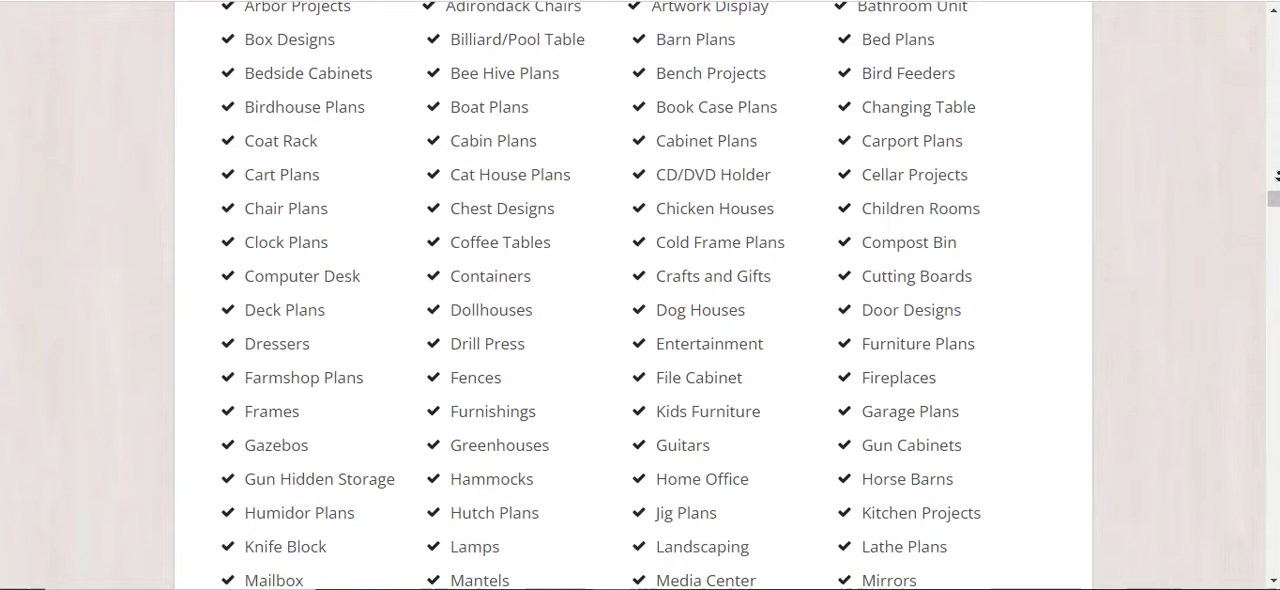 Arbor Projects Adirondack Chairs Artwork Display Bathroom Unit
Box Designs Billiard/Pool Table Barn Plans Bed Plans
Bedside Cabinets Bee Hive Plans Bench Projects Bird Feeders
Birdhouse Plans Boat Plans Book Case Plans Changing Table
Coat Rack Cabin Plans Cabinet Plans Carport Plans
Cart Plans Cat House Plans CD/DVD Holder Cellar Projects
Chair Plans Chest Designs Chicken Houses Children Rooms
Clock Plans Coffee Tables Cold Frame Plans Compost Bin
Computer Desk Containers Crafts and Gifts Cutting Boards
Deck Plans Dollhouses Dog Houses Door Designs
Dressers Drill Press Entertainment Furniture Plans
Farmshop Plans Fences File Cabinet Fireplaces
Frames Furnishings Kids Furniture Garage Plans
Gazebos Greenhouses Guitars Gun Cabinets
Gun Hidden Storage Hammocks Home Office Horse Barns
Humidor Plans Hutch Plans Jig Plans Kitchen Projects
Knife Block Lamps Landscaping Lathe Plans
Mailbox Mantels Media Center Mirrors